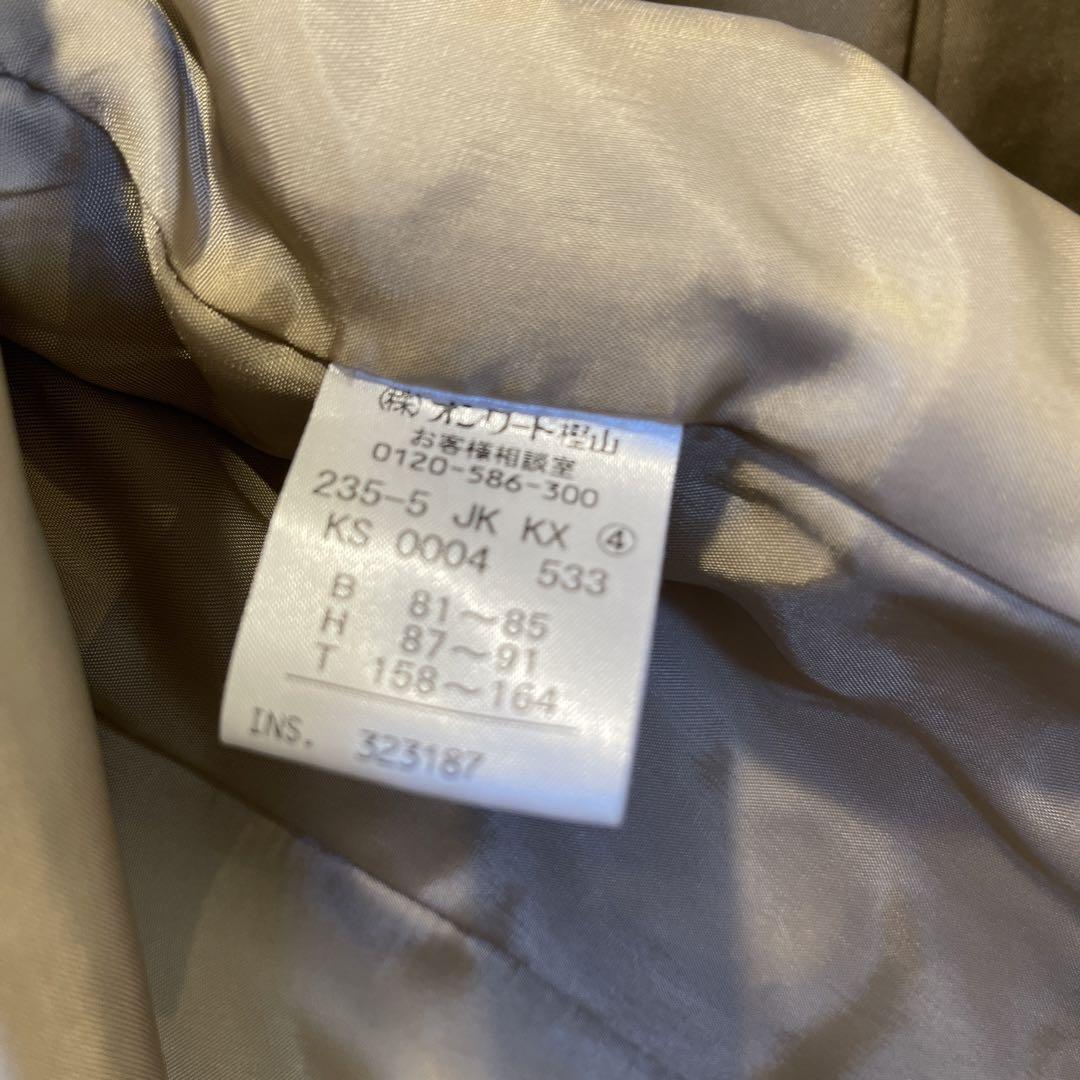 (株)オンワード樫山
お客様相談室
0120-586-300
235-5 JK KX ④
KS 0004 533
B 81～85
H 87～91
T 158～164
INS. 323187